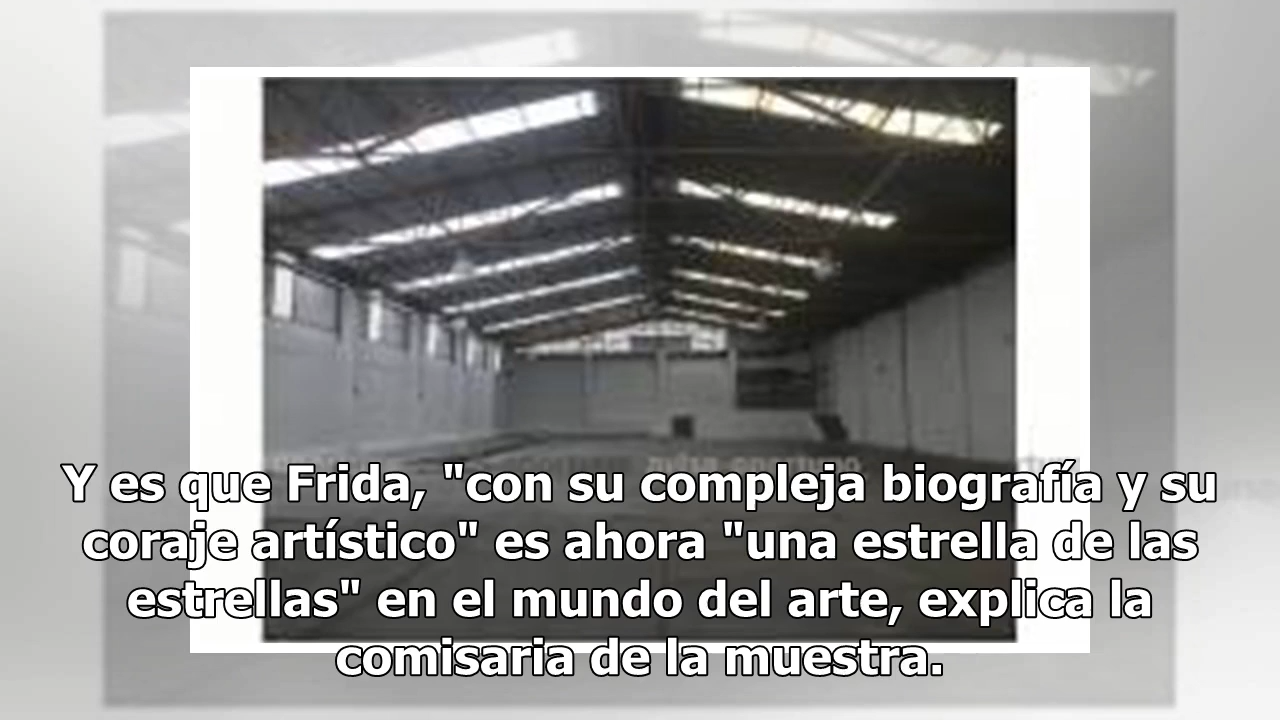 Y es que Frida, "con su compleja biografía y su
coraje artístico" es ahora "una estrella de las
estrellas" en el mundo del arte, explica la
comisaria de la muestra.